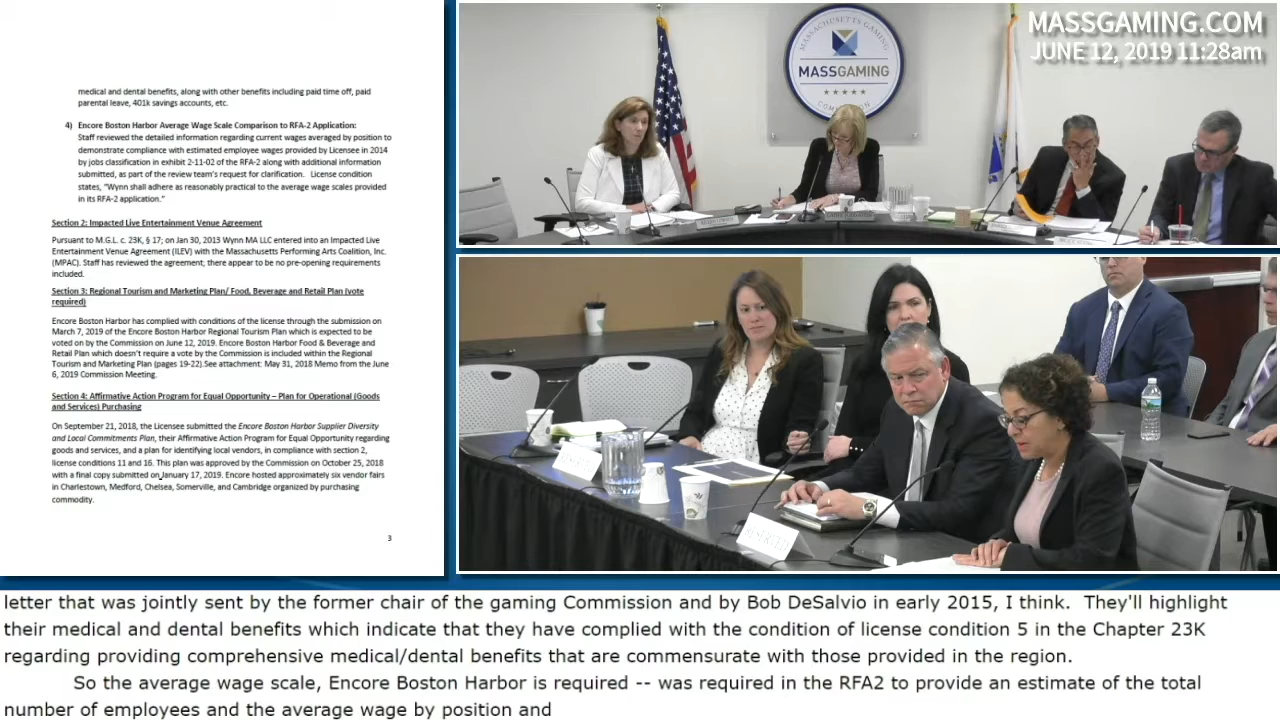 medical and dental benefits, along with other benefits including paid time off, paid
parental leave, 401k savings accounts, etc.
4) Encore Boston Harbor Average Wage Scale Comparison to RFA-2 Application:
Staff reviewed the detailed information regarding current wages averaged by position to
demonstrate compliance with estimated employee wages provided by Licensee in 2014
by jobs classification in exhibit 2-11-02 of the RFA-2 along with additional information
submitted, as part of the review team's request for clarification. License condition
states, "Wynn shall adhere as reasonably practical to the average wage scales provided
in its RFA-2 application."
Section 2: Impacted Live Entertainment Venue Agreement
Pursuant to M.G.L. c. 23K, § 17; on Jan 30, 2013 Wynn MA LLC entered into an Impacted Live
Entertainment Venue Agreement (ILEV) with the Massachusetts Performing Arts Coalition, Inc.
(MPAC). Staff has reviewed the agreement; there appear to be no pre-opening requirements
included.
Section 3: Regional Tourism and Marketing Plan/ Food, Beverage and Retail Plan (vote
required)
Encore Boston Harbor has complied with conditions of the license through the submission on
March 7, 2019 of the Encore Boston Harbor Regional Tourism Plan which is expected to be
voted on by the Commission on June 12, 2019. Encore Boston Harbor Food & Beverage and
Retail Plan which doesn't require a vote by the Commission is included within the Regional
Tourism and Marketing Plan (pages 19-22).See attachment: May 31, 2018 Memo from the June
6, 2019 Commission Meeting.
Section 4: Affirmative Action Program for Equal Opportunity – Plan for Operational (Goods
and Services) Purchasing
On September 21, 2018, the Licensee submitted the Encore Boston Harbor Supplier Diversity
and Local Commitments Plan, their Affirmative Action Program for Equal Opportunity regarding
goods and services, and a plan for identifying local vendors, in compliance with section 2,
license conditions 11 and 16. This plan was approved by the Commission on October 25, 2018
with a final copy submitted on January 17, 2019. Encore hosted approximately six vendor fairs
in Charlestown, Medford, Chelsea, Somerville, and Cambridge organized by purchasing
commodity.
3
MASSGAMING.COM
JUNE 12, 2019 11:28am
MASSACHUSETTS GAMING
MASSGAMING
COMMISSION
RESERVED
RESERVED
letter that was jointly sent by the former chair of the gaming Commission and by Bob DeSalvio in early 2015, I think. They'll highlight
their medical and dental benefits which indicate that they have complied with the condition of license condition 5 in the Chapter 23K
regarding providing comprehensive medical/dental benefits that are commensurate with those provided in the region.
So the average wage scale, Encore Boston Harbor is required -- was required in the RFA2 to provide an estimate of the total
number of employees and the average wage by position and